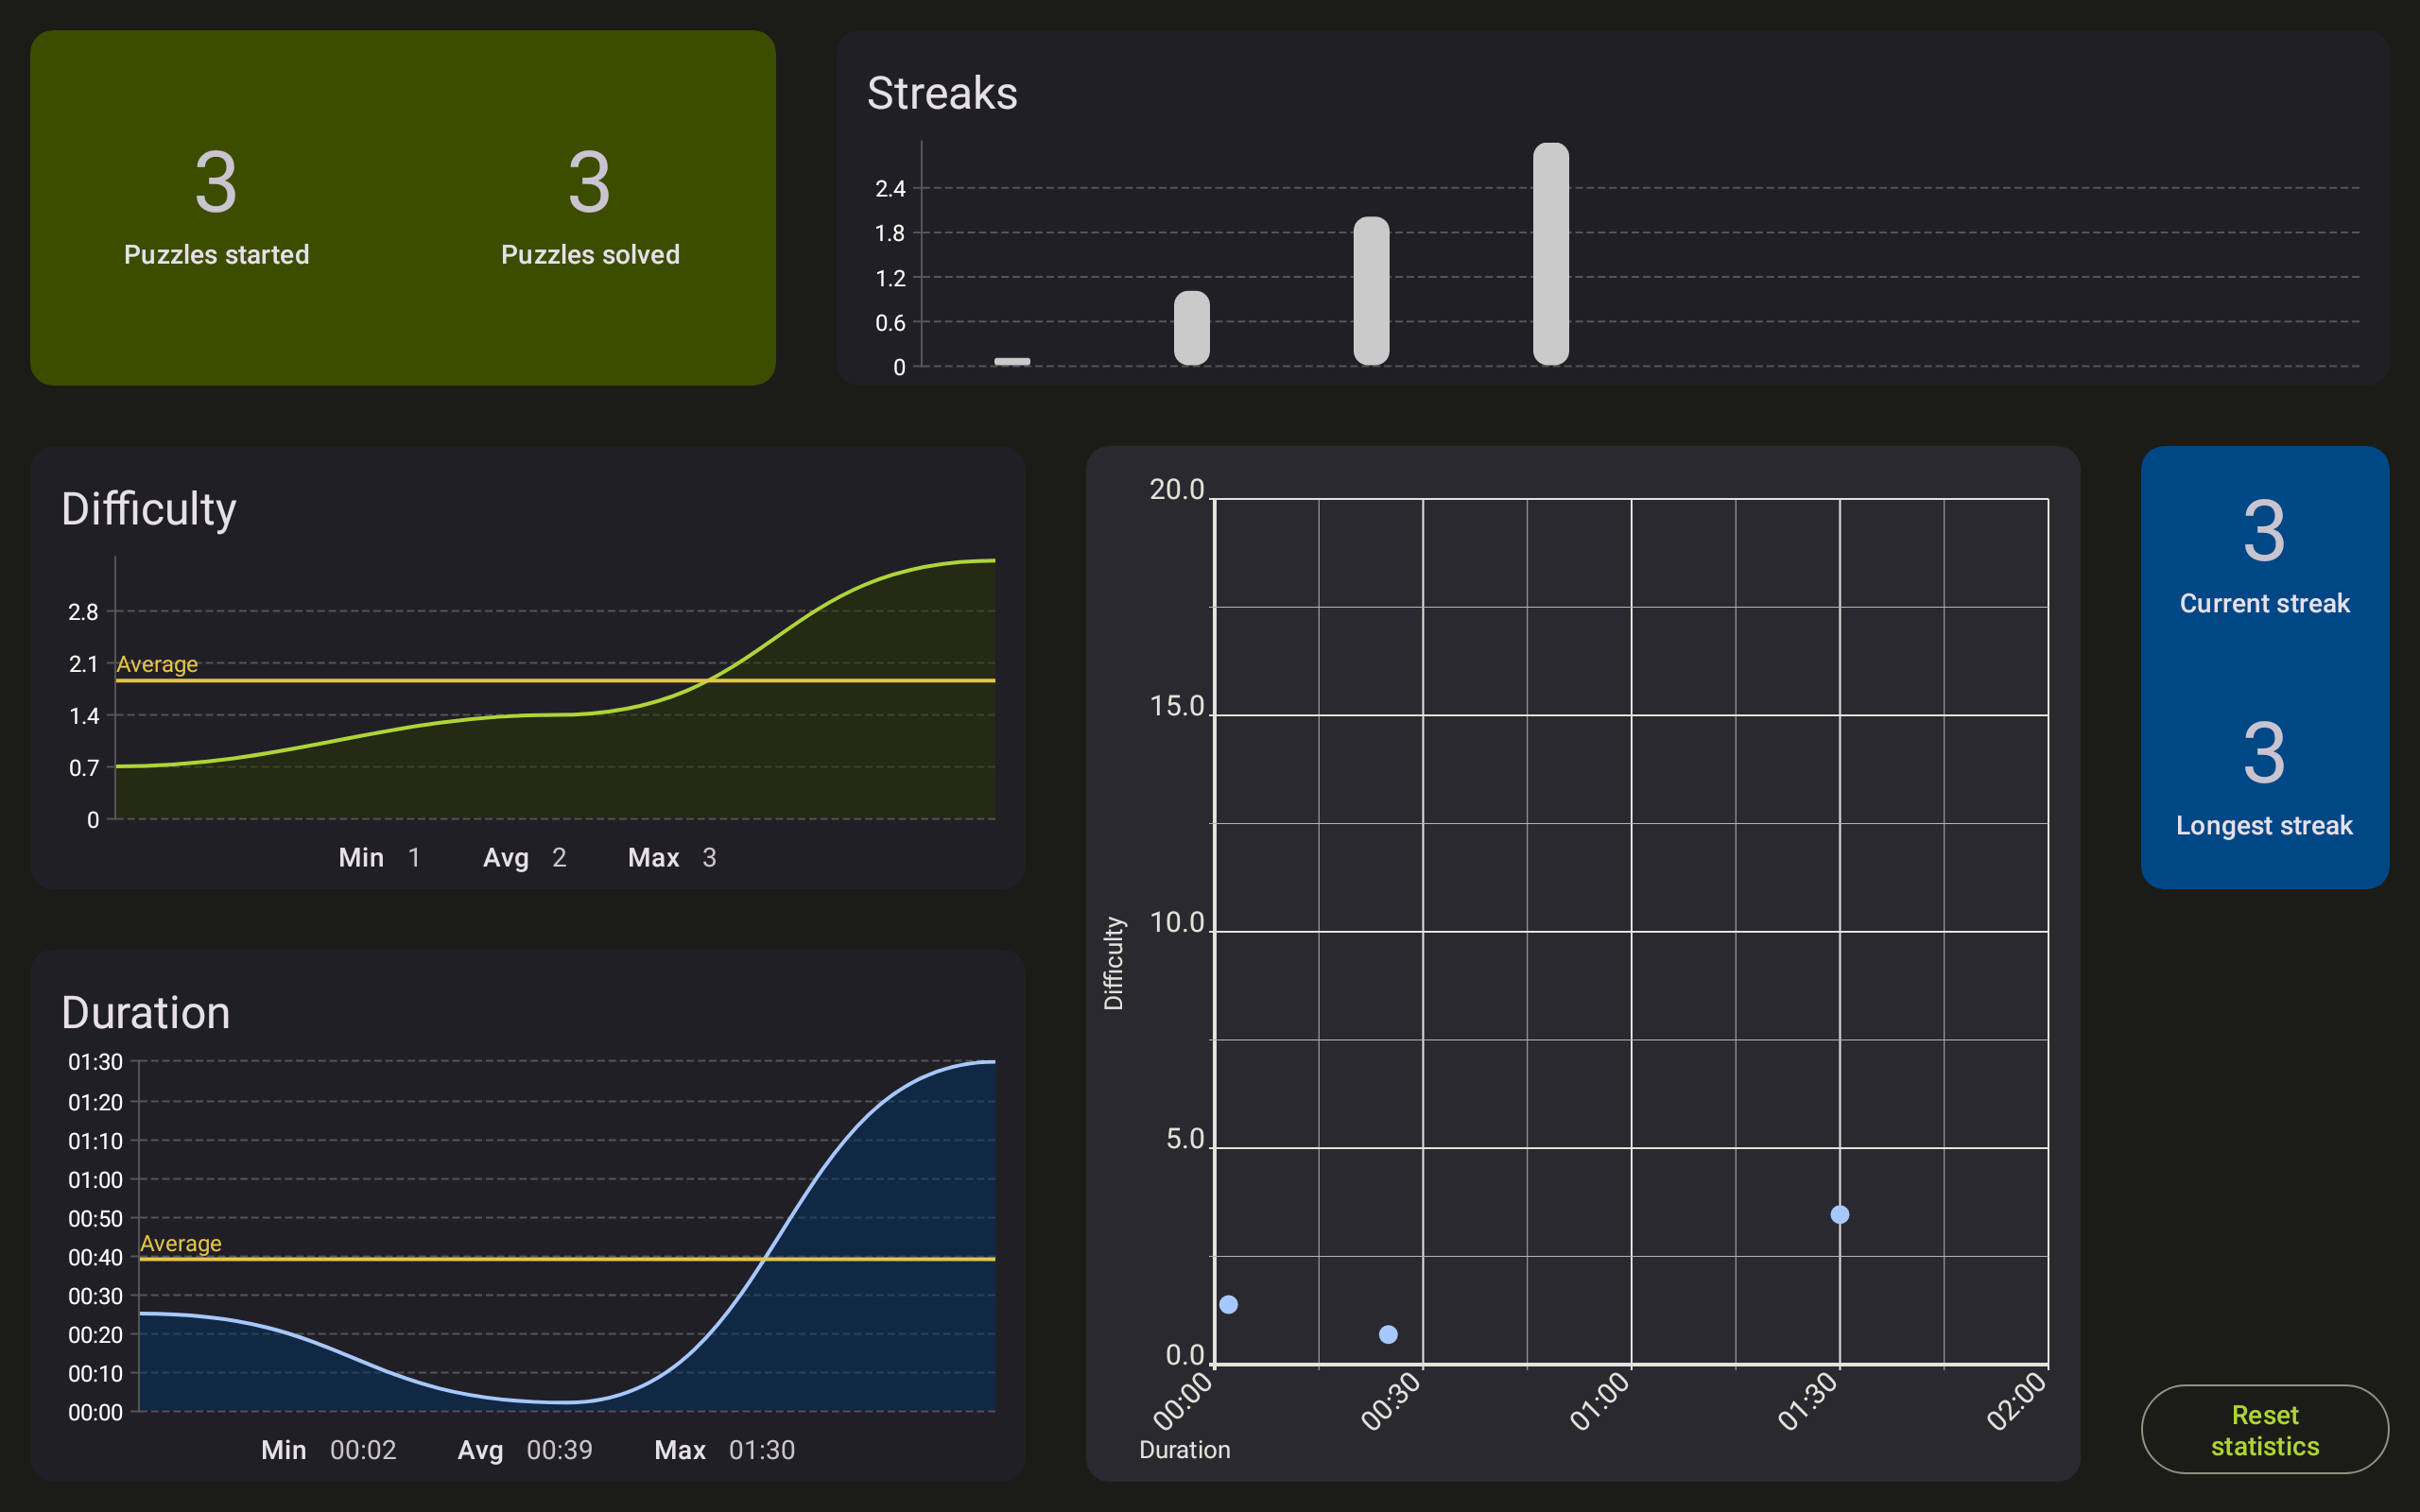 3
Puzzles started
3
Puzzles solved
Streaks
2.4
1.8
1.2
0.6
0
Difficulty
2.8
2.1
Average
1.4
0.7
0
Min 1 Avg 2 Max 3
Duration
01:30
01:20
01:10
01:00
00:50
Average
00:40
00:30
00:20
00:10
00:00
Min 00:02 Avg 00:39 Max 01:30
20.0
15.0
10.0
Difficulty
5.0
0.0
00:00 00:30 01:00 01:30 02:00
Duration
3
Current streak
3
Longest streak
Reset
statistics